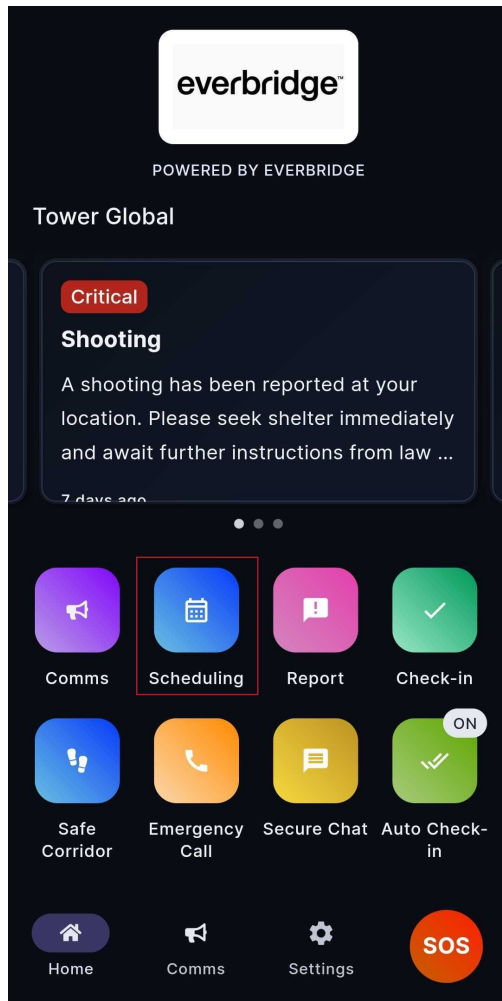 everbridge™
POWERED BY EVERBRIDGE
Tower Global
Critical
Shooting
A shooting has been reported at your
location. Please seek shelter immediately
and await further instructions from law ...
7 days ago
Comms
Scheduling
Report
Check-in
ON
Safe
Corridor
Emergency
Call
Secure Chat
Auto Check-
in
Home
Comms
Settings
SOS